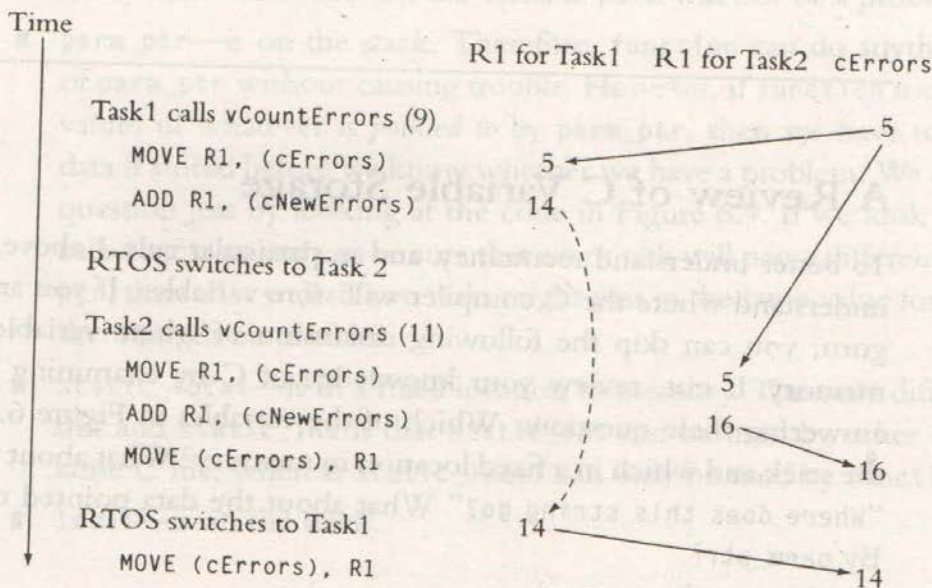 Time
R1 for Task1 R1 for Task2 cErrors
Task1 calls vCountErrors (9) 5
MOVE R1, (cErrors) 5
ADD R1, (cNewErrors) 14
RTOS switches to Task 2
Task2 calls vCountErrors (11)
MOVE R1, (cErrors) 5
ADD R1, (cNewErrors) 16
MOVE (cErrors), R1 16
RTOS switches to Task1 14
MOVE (cErrors), R1 14